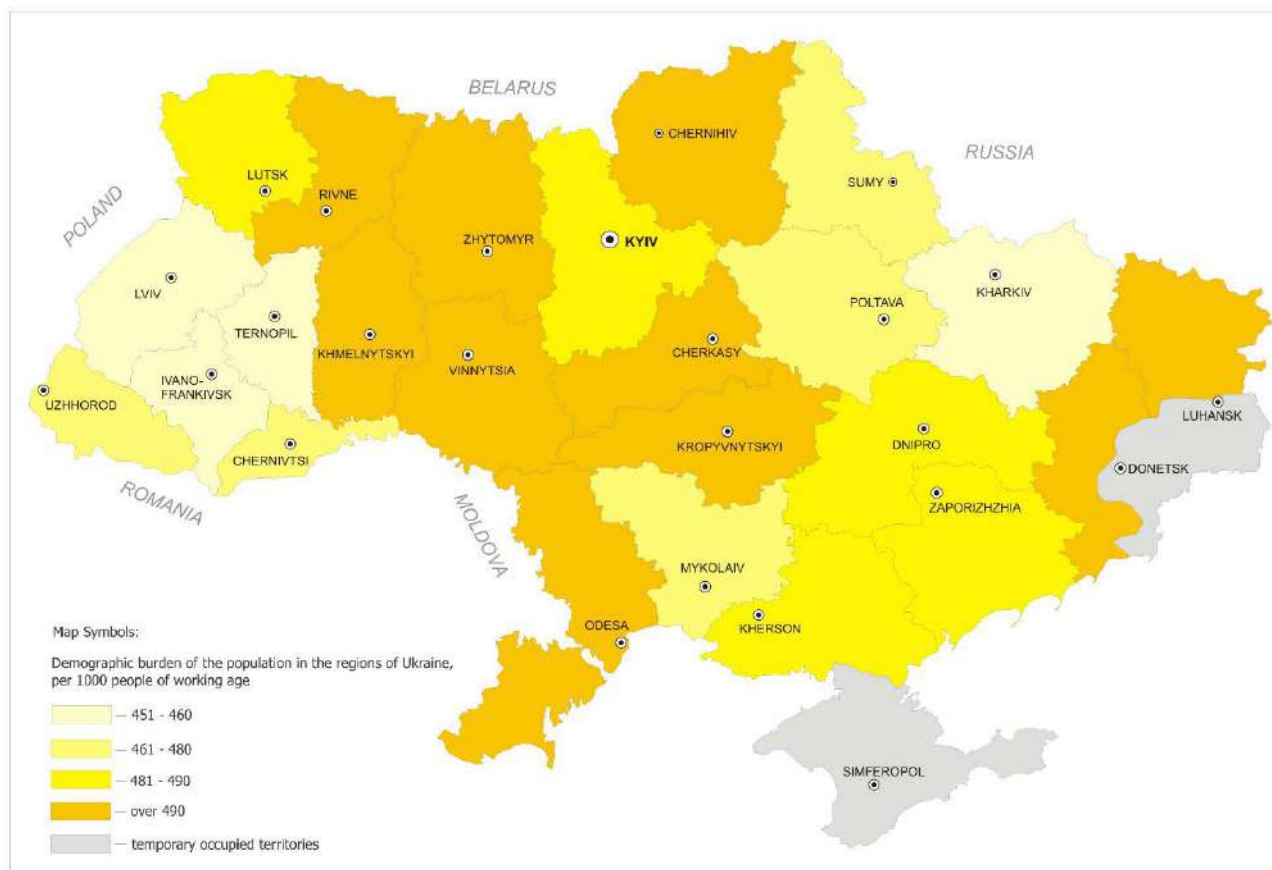 BELARUS
CHERNIHIV
RUSSIA
SUMY
LUTSK
RIVNE
POLAND
ZHYTOMYR
KYIV
LVIV
TERNOPIL
KHARKIV
POLTAVA
KHMELNYTSKYI
VINNYTSIA
CHERKASY
IVANO-
FRANKIVSK
UZHHOROD
LUHANSK
CHERNIVTSI
KROPYVNYTSKYI
DNIPRO
DONETSK
ROMANIA
MOLDOVA
ZAPORIZHZHIA
MYKOLAIV
ODESA
KHERSON
SIMFEROPOL
Map Symbols:
Demographic burden of the population in the regions of Ukraine,
per 1000 people of working age
— 451 - 460
— 461 - 480
— 481 - 490
— over 490
— temporary occupied territories